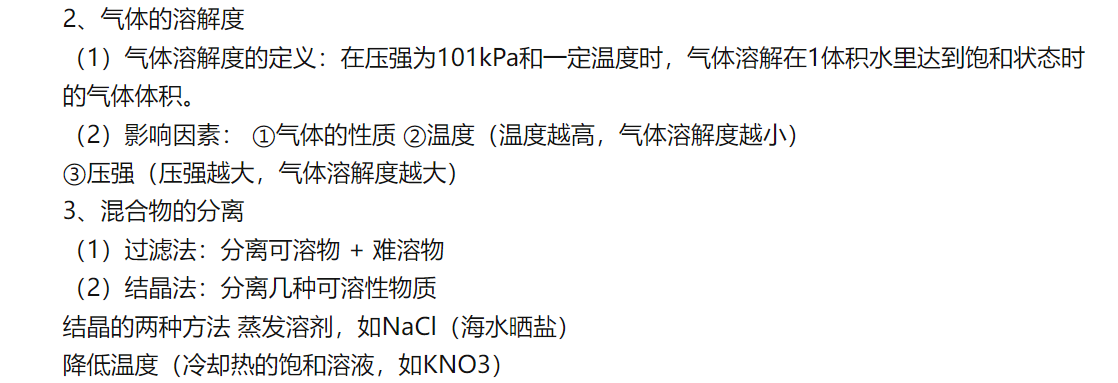 2、气体的溶解度
（1）气体溶解度的定义：在压强为101kPa和一定温度时，气体溶解在1体积水里达到饱和状态时
的气体体积。
（2）影响因素： ①气体的性质 ②温度（温度越高，气体溶解度越小）
③压强（压强越大，气体溶解度越大）
3、混合物的分离
（1）过滤法：分离可溶物 + 难溶物
（2）结晶法：分离几种可溶性物质
结晶的两种方法 蒸发溶剂，如NaCl（海水晒盐）
降低温度（冷却热的饱和溶液，如KNO3）